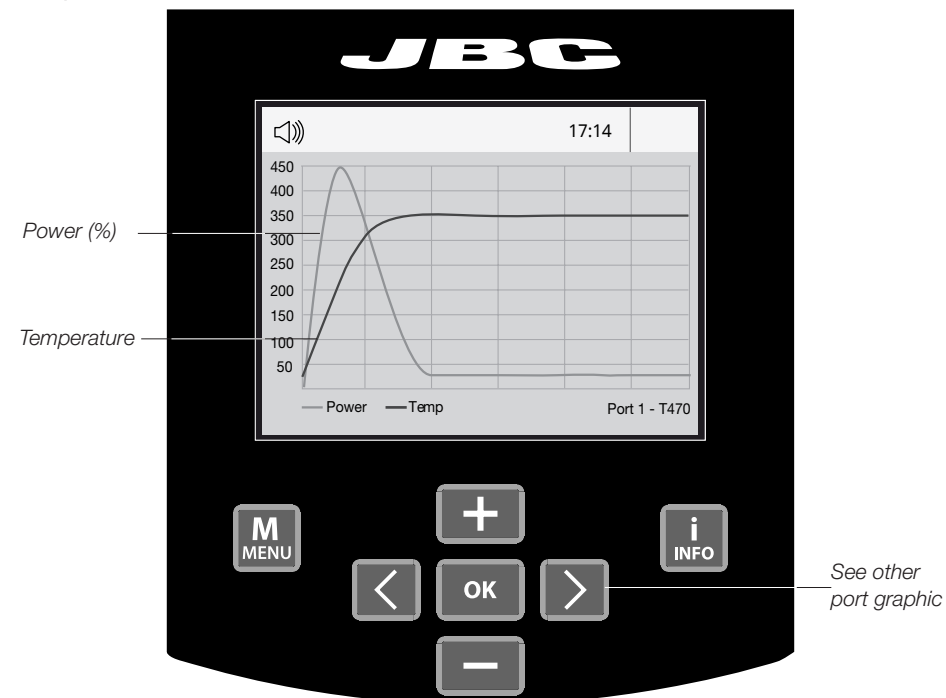 JBC
17:14
450
400
350
300
250
200
150
100
50
Power (%)
Temperature
Power
Temp
Port 1 - T470
M
MENU
i
INFO
OK
See other
port graphic